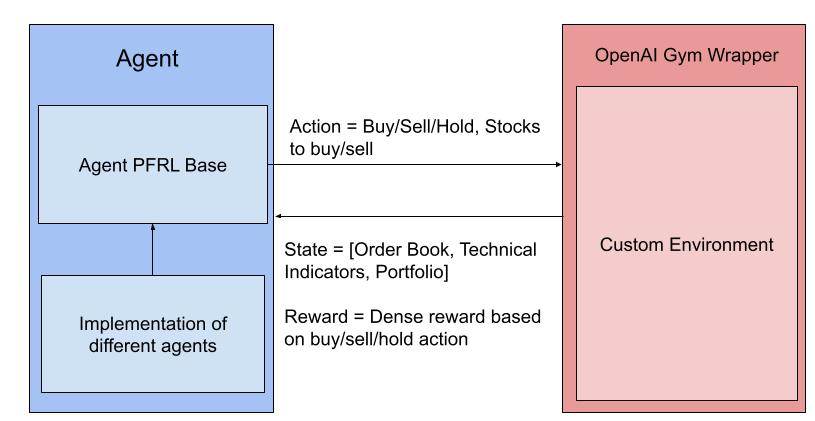 Agent
Agent PFRL Base
Implementation of
different agents
Action = Buy/Sell/Hold, Stocks
to buy/sell
State = [Order Book, Technical
Indicators, Portfolio]
Reward = Dense reward based
on buy/sell/hold action
OpenAI Gym Wrapper
Custom Environment